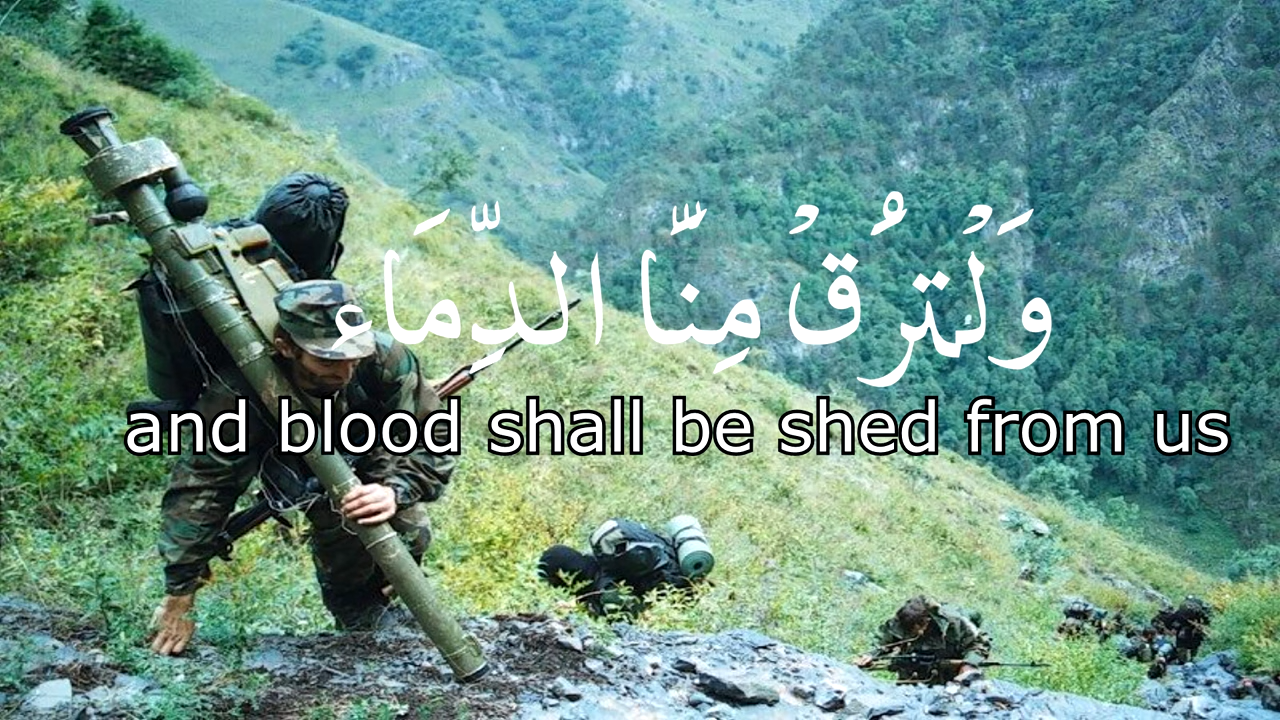 وَلْتُرَقْ مِنَّا الدِّمَاء
and blood shall be shed from us